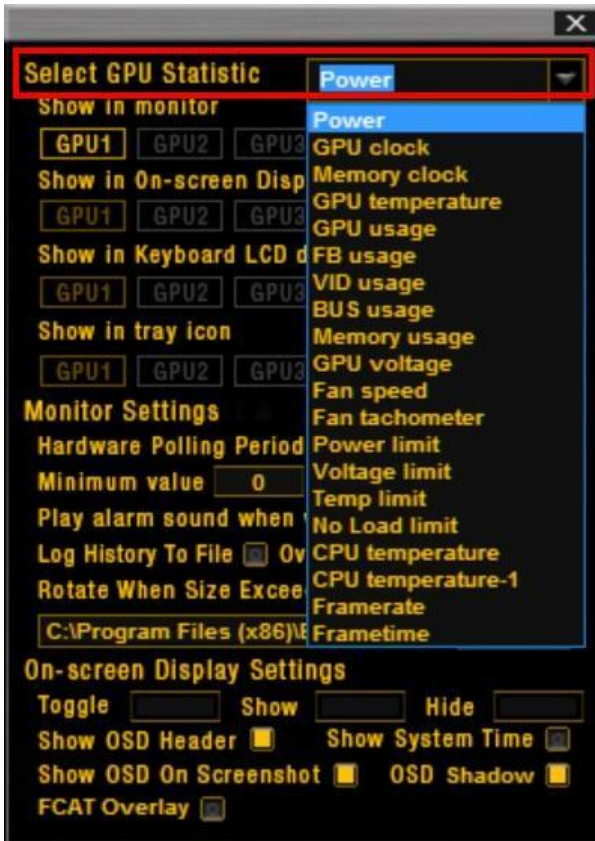 Select GPU Statistic Power
Show in monitor
GPU1 GPU2 GPU3
Show in On-screen Disp
GPU1 GPU2 GPU3
Show in Keyboard LCD d
GPU1 GPU2 GPU3
Show in tray icon
GPU1 GPU2 GPU3
Monitor Settings
Hardware Polling Period
Minimum value 0
Play alarm sound when
Log History To File Ov
Rotate When Size Excee
C:\Program Files (x86)\E
Power
GPU clock
Memory clock
GPU temperature
GPU usage
FB usage
VID usage
BUS usage
Memory usage
GPU voltage
Fan speed
Fan tachometer
Power limit
Voltage limit
Temp limit
No Load limit
CPU temperature
CPU temperature-1
Framerate
Frametime
On-screen Display Settings
Toggle Show Hide
Show OSD Header Show System Time
Show OSD On Screenshot OSD Shadow
FCAT Overlay